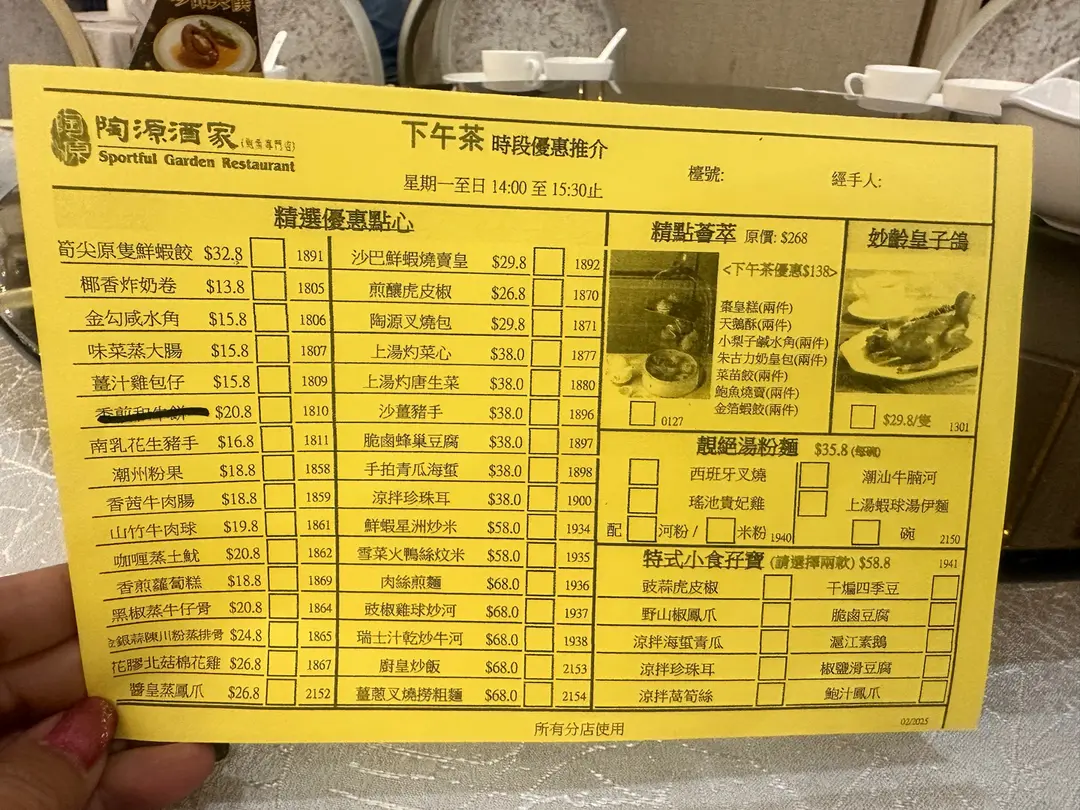 陶源酒家
Sportful Garden Restaurant
下午茶 時段優惠推介
星期一至日 14:00 至 15:30止
檯號:
經手人:
精選優惠點心
筍尖原隻鮮蝦餃 $32.8 1891
椰香炸奶卷 $13.8 1805
金勾咸水角 $15.8 1806
味菜蒸大腸 $15.8 1807
薑汁雞包仔 $15.8 1809
$20.8 1810
南乳花生豬手 $16.8 1811
潮州粉果 $18.8 1858
香茜牛肉腸 $18.8 1859
山竹牛肉球 $19.8 1861
咖喱蒸土魷 $20.8 1862
香煎蘿蔔糕 $18.8 1869
黑椒蒸牛仔骨 $20.8 1864
金銀蒜陳川粉蒸排骨 $24.8 1865
花膠北菇棉花雞 $26.8 1867
醬皇蒸鳳爪 $26.8 2152
沙巴鮮蝦燒賣皇 $29.8 1892
煎釀虎皮椒 $26.8 1870
陶源叉燒包 $29.8 1871
上湯灼菜心 $38.0 1877
上湯灼唐生菜 $38.0 1880
沙薑豬手 $38.0 1896
脆卤蜂巢豆腐 $38.0 1897
手拍青瓜海蜇 $38.0 1898
涼拌珍珠耳 $38.0 1900
鮮蝦星洲炒米 $58.0 1934
雪菜火鴨絲炆米 $58.0 1935
肉絲煎麵 $68.0 1936
豉椒雞球炒河 $68.0 1937
瑞士汁乾炒牛河 $68.0 1938
廚皇炒飯 $68.0 2153
薑蔥叉燒撈粗麵 $68.0 2154
精點薈萃 原價: $268
<下午茶優惠$138>
棗皇糕(兩件)
天鵝酥(兩件)
小梨子鹹水角(兩件)
朱古力奶皇包(兩件)
菜苗餃(兩件)
鮑魚燒賣(兩件)
金箔蝦餃(兩件)
0127
妙齡皇子鴿
$29.8/隻 1301
靚絕湯粉麵 $35.8 (每碗)
西班牙叉燒
潮汕牛腩河
瑤池貴妃雞
上湯蝦球湯伊麵
配 河粉 / 米粉 1940
碗 2150
特式小食孖寶 (請選擇兩款) $58.8 1941
豉蒜虎皮椒 干煸四季豆
野山椒鳳爪 脆鹵豆腐
涼拌海蜇青瓜 滬江素鵝
涼拌珍珠耳 椒鹽滑豆腐
涼拌萵筍絲 鮑汁鳳爪
所有分店使用
02/2025